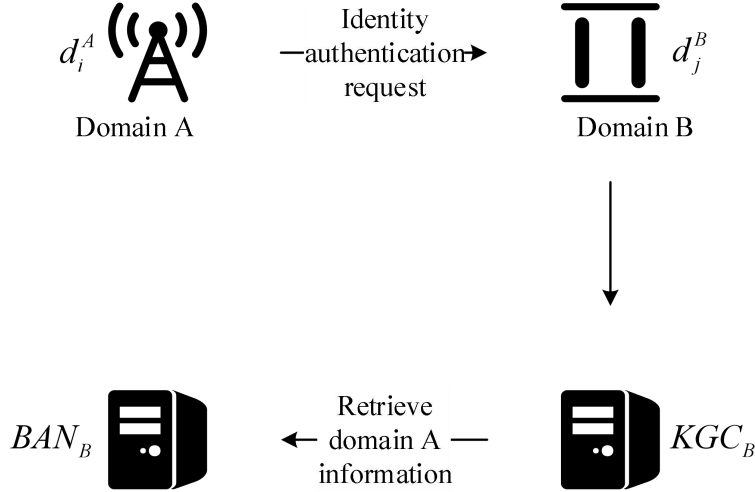 Identity
authentication
request
d_i^A
d_j^B
Domain A
Domain B
Retrieve
domain A
information
BAN_B
KGC_B